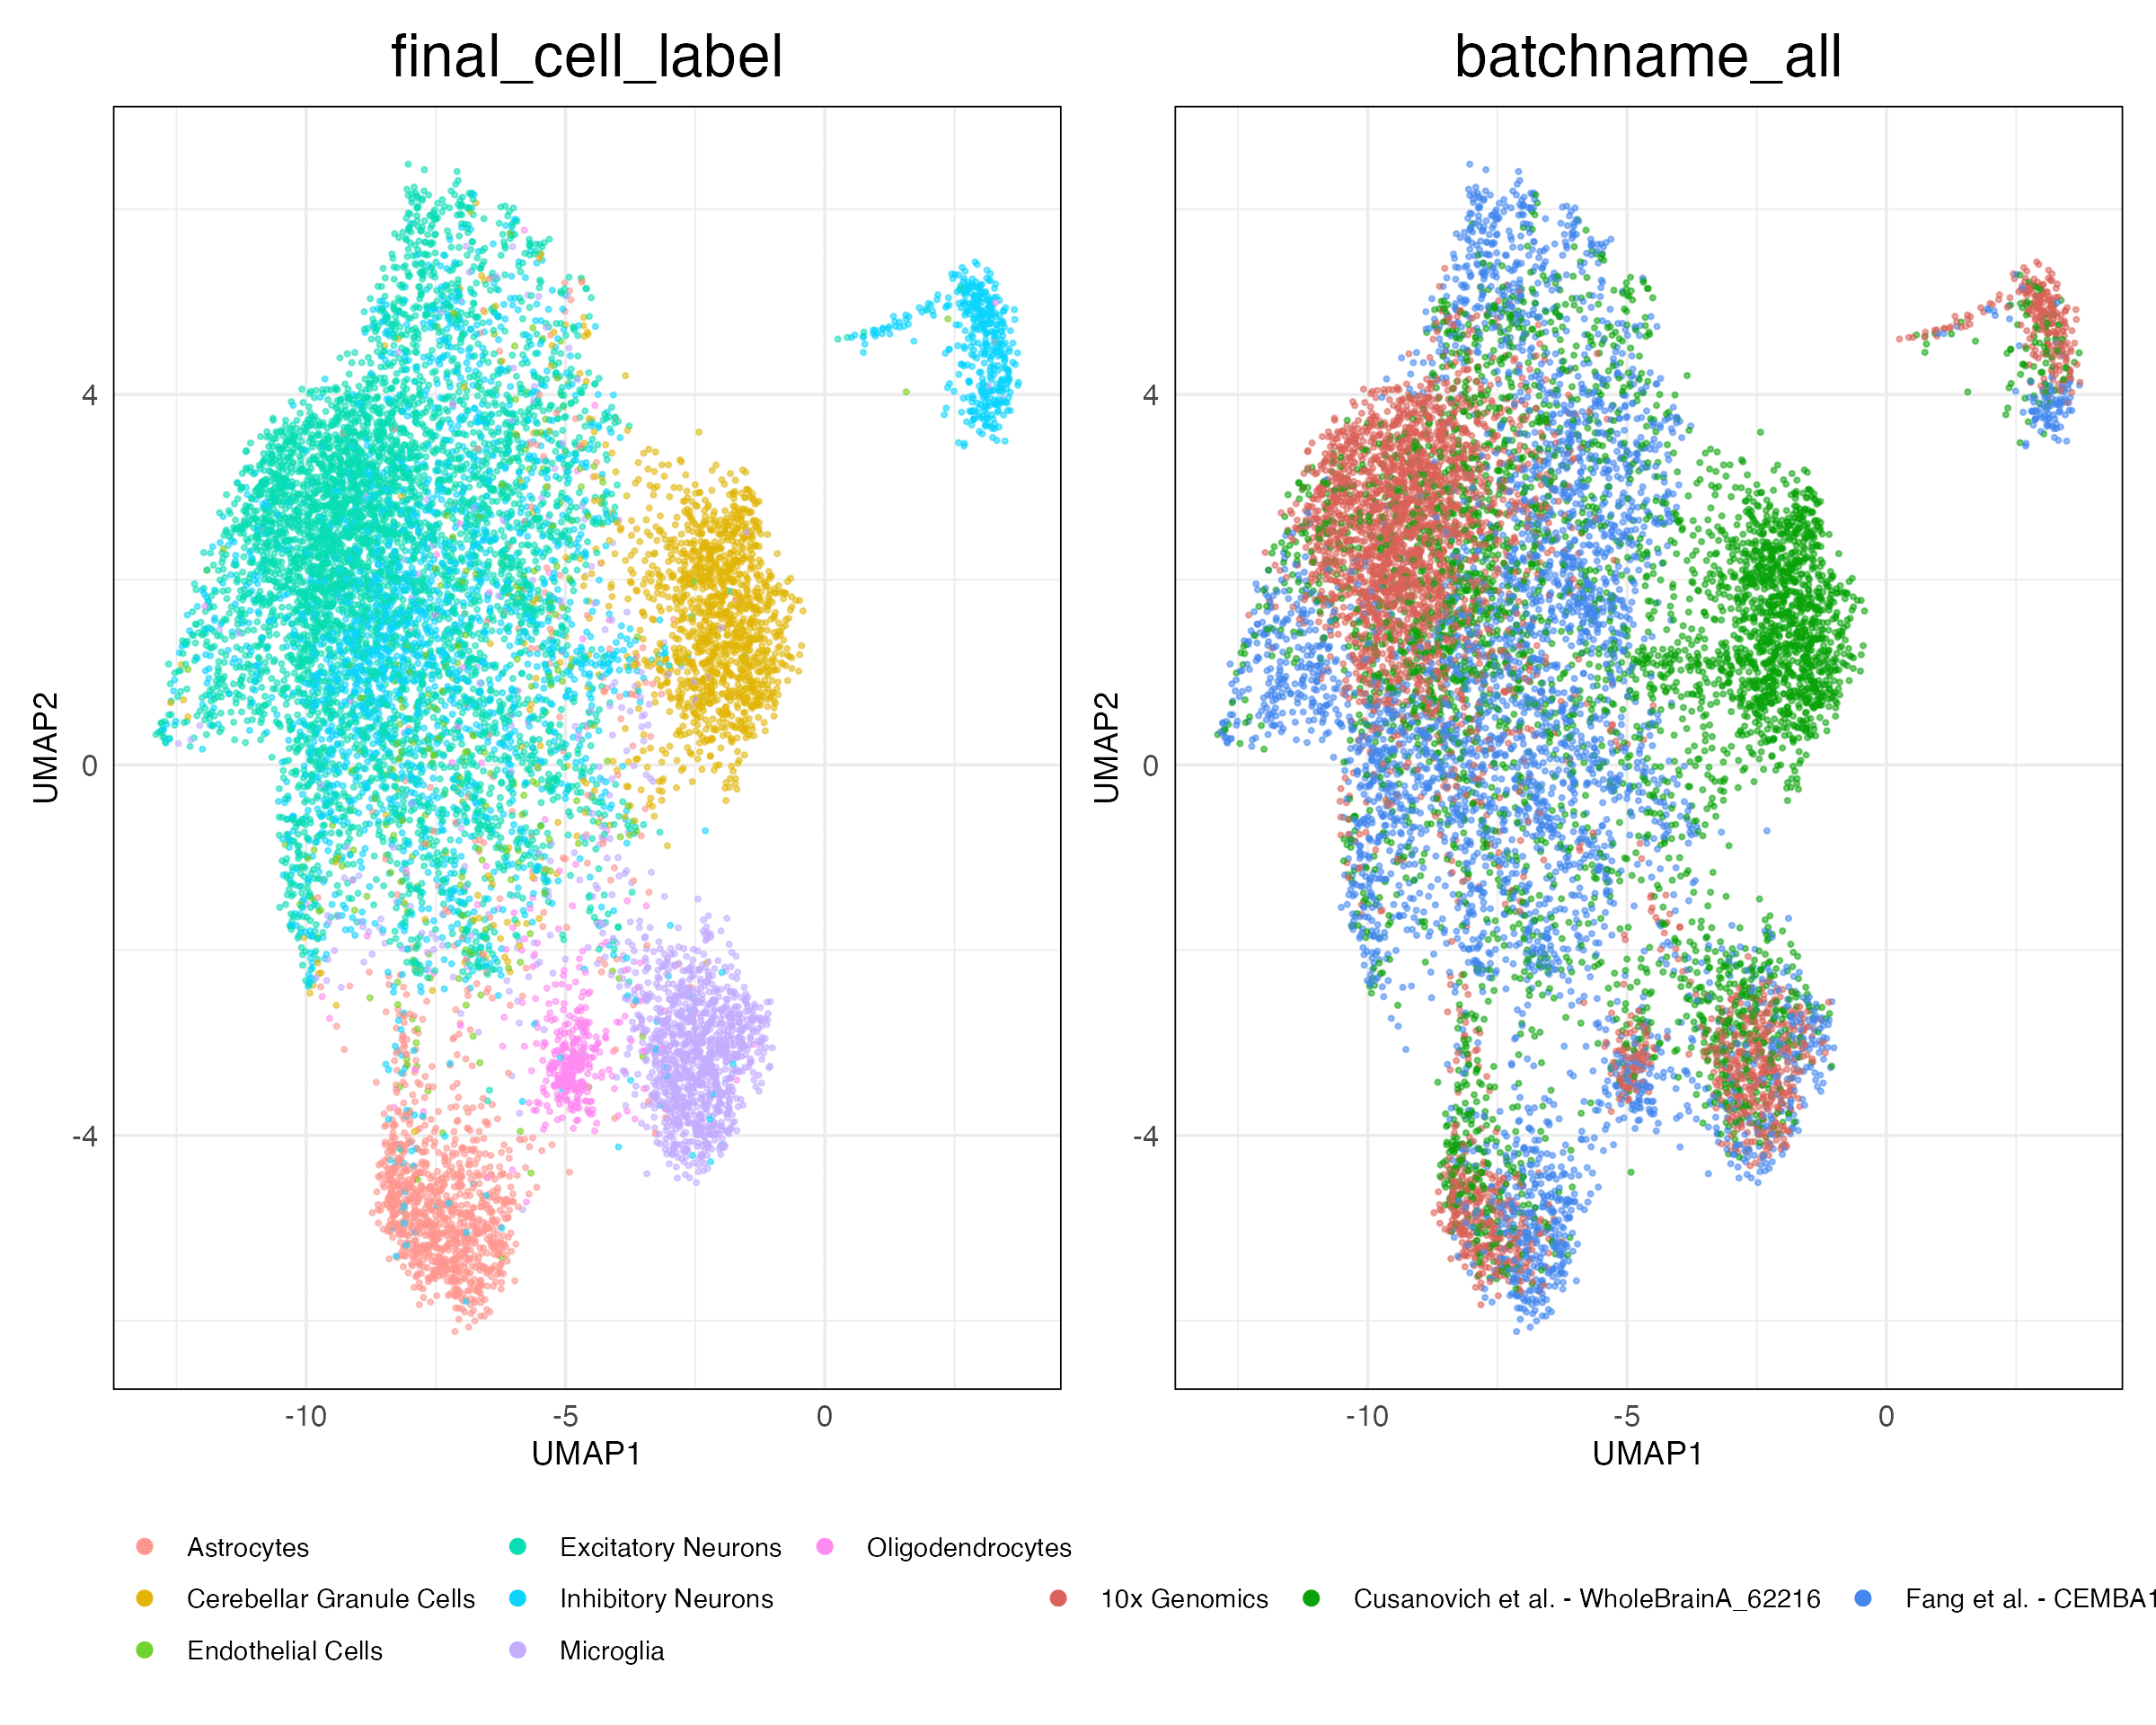 final_cell_label
batchname_all
4
0
-4
UMAP2
-10
-5
0
UMAP1
4
0
-4
UMAP2
-10
-5
0
UMAP1
Astrocytes
Excitatory Neurons
Oligodendrocytes
Cerebellar Granule Cells
Inhibitory Neurons
Endothelial Cells
Microglia
10x Genomics
Cusanovich et al. - WholeBrainA_62216
Fang et al. - CEMBA1